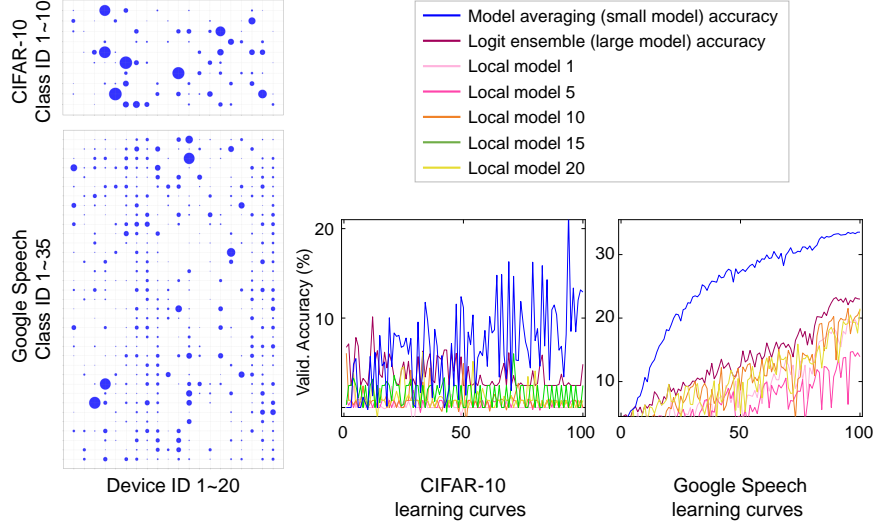 CIFAR-10
Class ID 1~10
Google Speech
Class ID 1~35
Device ID 1~20
Model averaging (small model) accuracy
Logit ensemble (large model) accuracy
Local model 1
Local model 5
Local model 10
Local model 15
Local model 20
Valid. Accuracy (%)
20
10
0
0
50
100
CIFAR-10
learning curves
30
20
10
0
50
100
Google Speech
learning curves